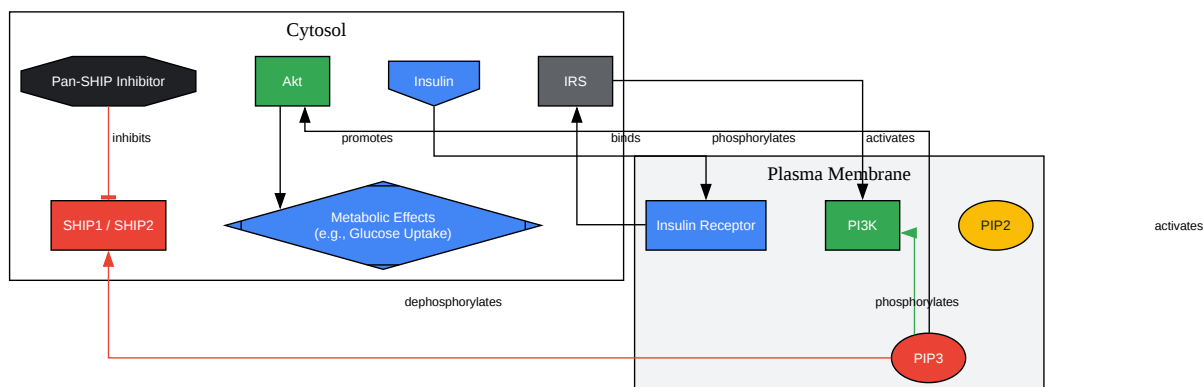 Cytosol
Pan-SHIP Inhibitor
Akt
Insulin
IRS
inhibits
promotes
binds
phosphorylates
activates
Plasma Membrane
SHIP1 / SHIP2
Metabolic Effects
(e.g., Glucose Uptake)
Insulin Receptor
PI3K
PIP2
activates
dephosphorylates
phosphorylates
PIP3